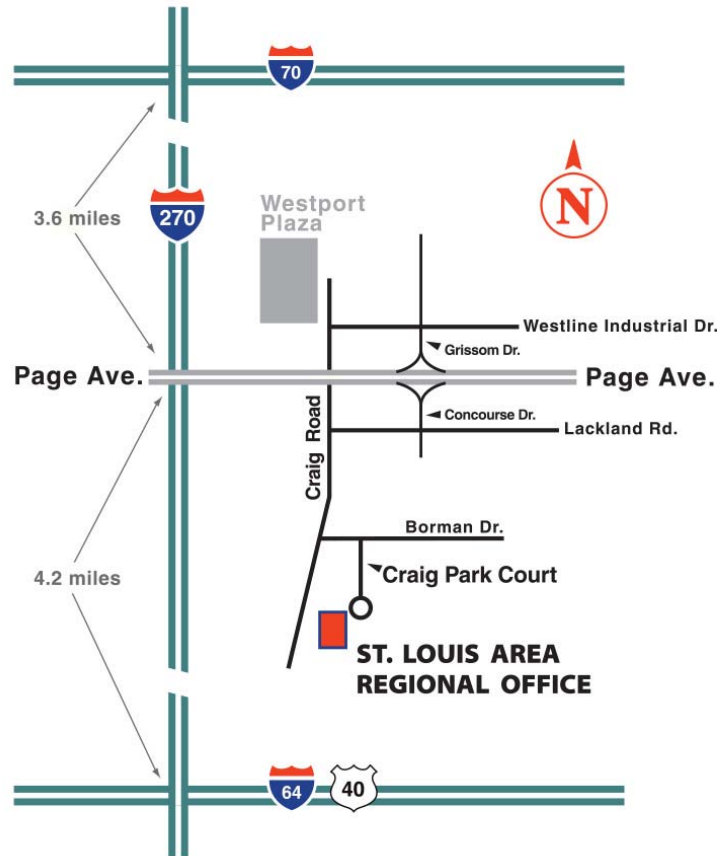 70
3.6 miles
270
Westport
Plaza
N
Westline Industrial Dr.
Grissom Dr.
Page Ave.
Page Ave.
Concourse Dr.
Craig Road
Lackland Rd.
Borman Dr.
4.2 miles
Craig Park Court
ST. LOUIS AREA
REGIONAL OFFICE
64
40